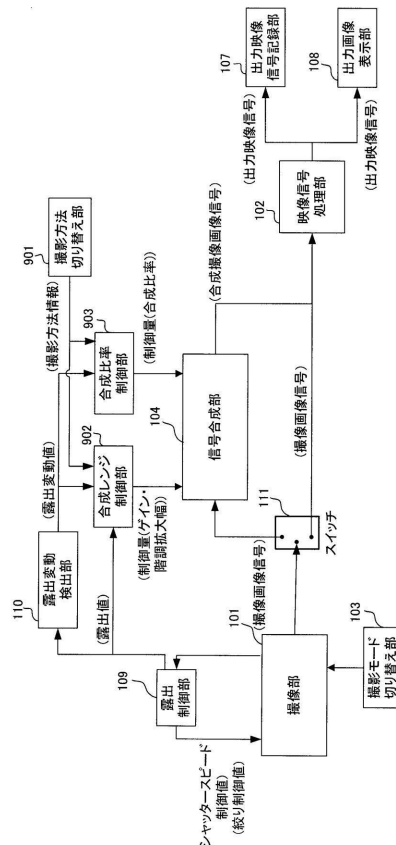 107
出力映像
信号記録部
108
出力画像
表示部
(出力映像信号)
(出力映像信号)
102
映像信号
処理部
901
撮影方法
切り替え部
(撮影方法情報)
903
合成比率
制御部
(制御量(合成比率))
(合成撮像画像信号)
104
信号合成部
902
合成レンジ
制御部
(制御量(ゲイン・
階調拡大幅))
(露出変動値)
(撮像画像信号)
110
露出変動
検出部
(露出値)
111
スイッチ
(撮像画像信号)
109
露出
制御部
101
撮像部
103
撮影モード
切り替え部
シャッタースピード
制御値
(絞り制御値)